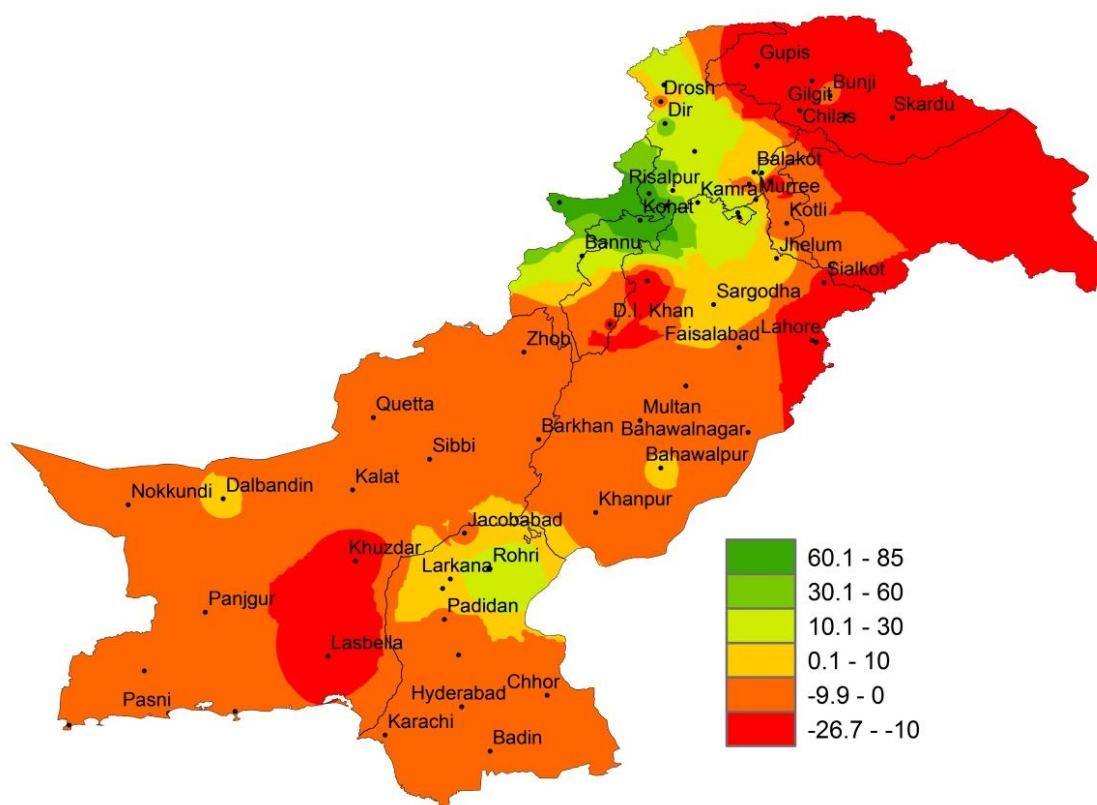 Gupis
Bunji
Gilgit
Skardu
Chilas
Drosh
Dir
Balakot
Risalpur
Kamra
Murree
Kohat
Kotli
Bannu
Jhelum
Sialkot
Sargodha
D.I. Khan
Lahore
Faisalabad
Zhob
Quetta
Multan
Bahawalnagar
Barkhan
Sibbi
Bahawalpur
Kalat
Nokkundi
Dalbandin
Khanpur
Jacobabad
Khuzdar
Rohri
Larkana
Panjgur
Padidan
Lasbella
Pasni
Hyderabad
Chhor
Karachi
Badin
60.1 - 85
30.1 - 60
10.1 - 30
0.1 - 10
-9.9 - 0
-26.7 - -10